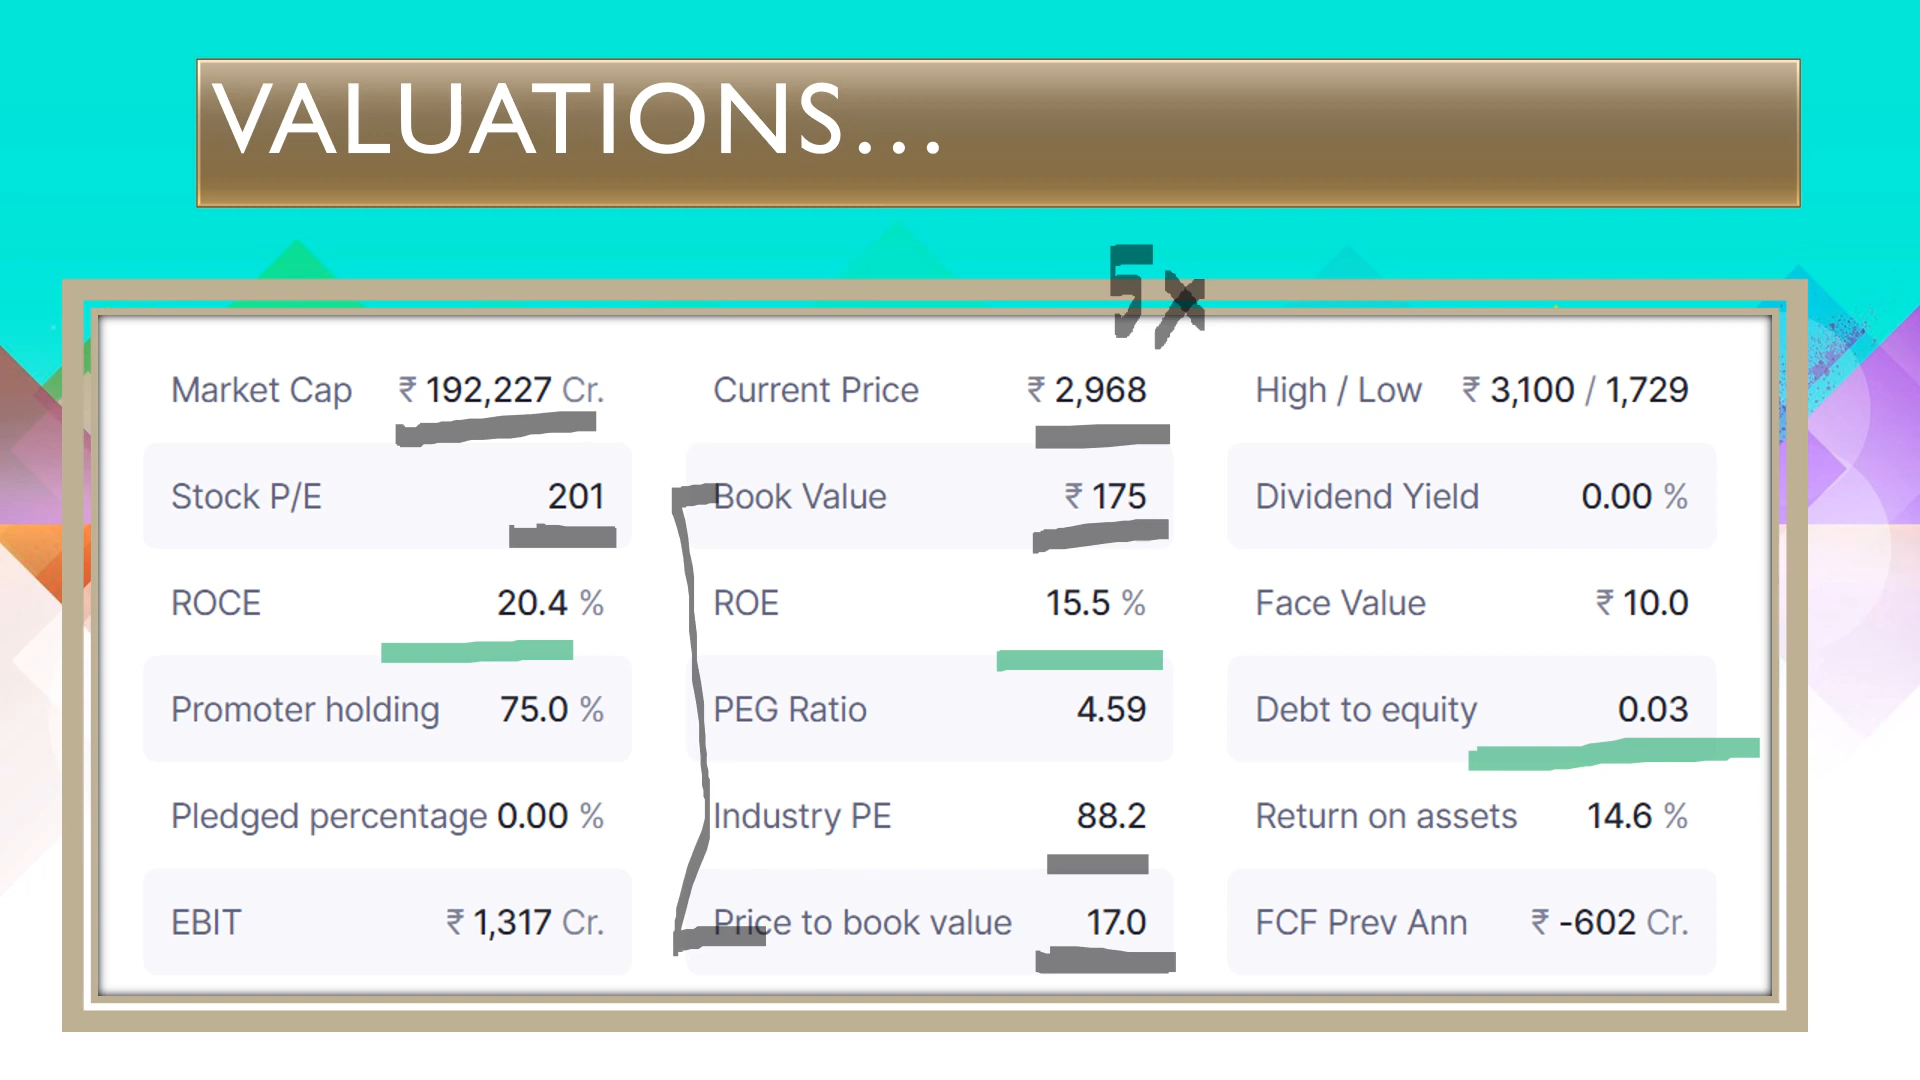 VALUATIONS...
5x
Market Cap ₹ 192,227 Cr.
Current Price ₹ 2,968
High / Low ₹ 3,100 / 1,729
Stock P/E 201
Book Value ₹ 175
Dividend Yield 0.00 %
ROCE 20.4 %
ROE 15.5 %
Face Value ₹ 10.0
Promoter holding 75.0 %
PEG Ratio 4.59
Debt to equity 0.03
Pledged percentage 0.00 %
Industry PE 88.2
Return on assets 14.6 %
EBIT ₹ 1,317 Cr.
Price to book value 17.0
FCF Prev Ann ₹ -602 Cr.